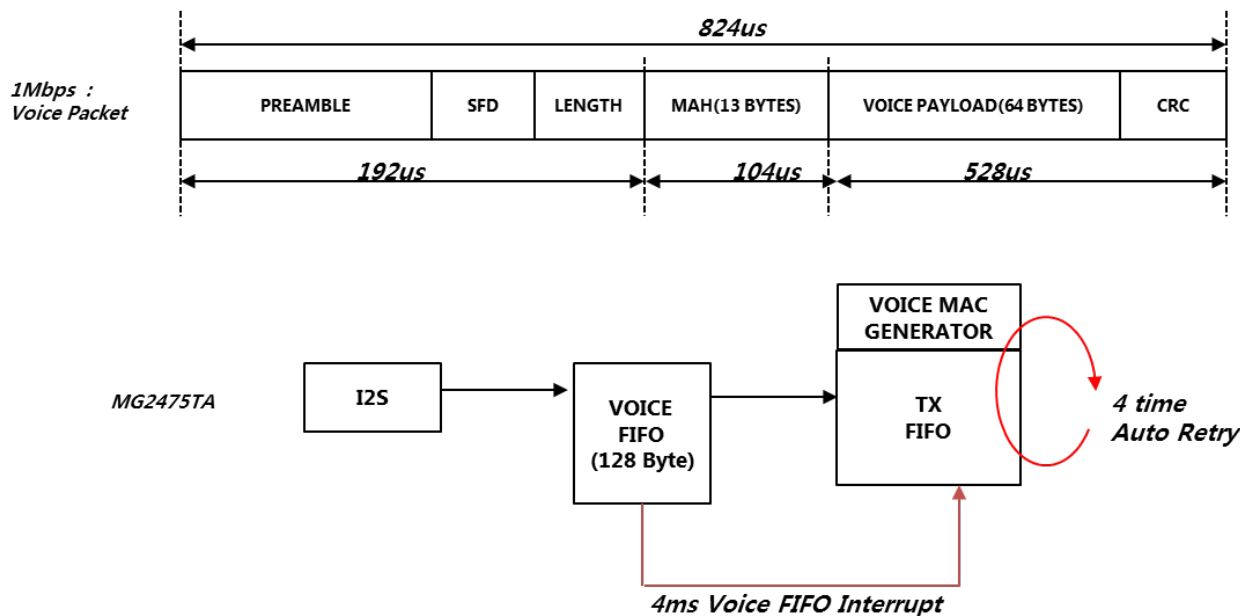 824us
1Mbps :
Voice Packet
PREAMBLE
SFD
LENGTH
MAH(13 BYTES)
VOICE PAYLOAD(64 BYTES)
CRC
192us
104us
528us
VOICE MAC
GENERATOR
MG2475TA
I2S
VOICE
FIFO
(128 Byte)
TX
FIFO
4 time
Auto Retry
4ms Voice FIFO Interrupt